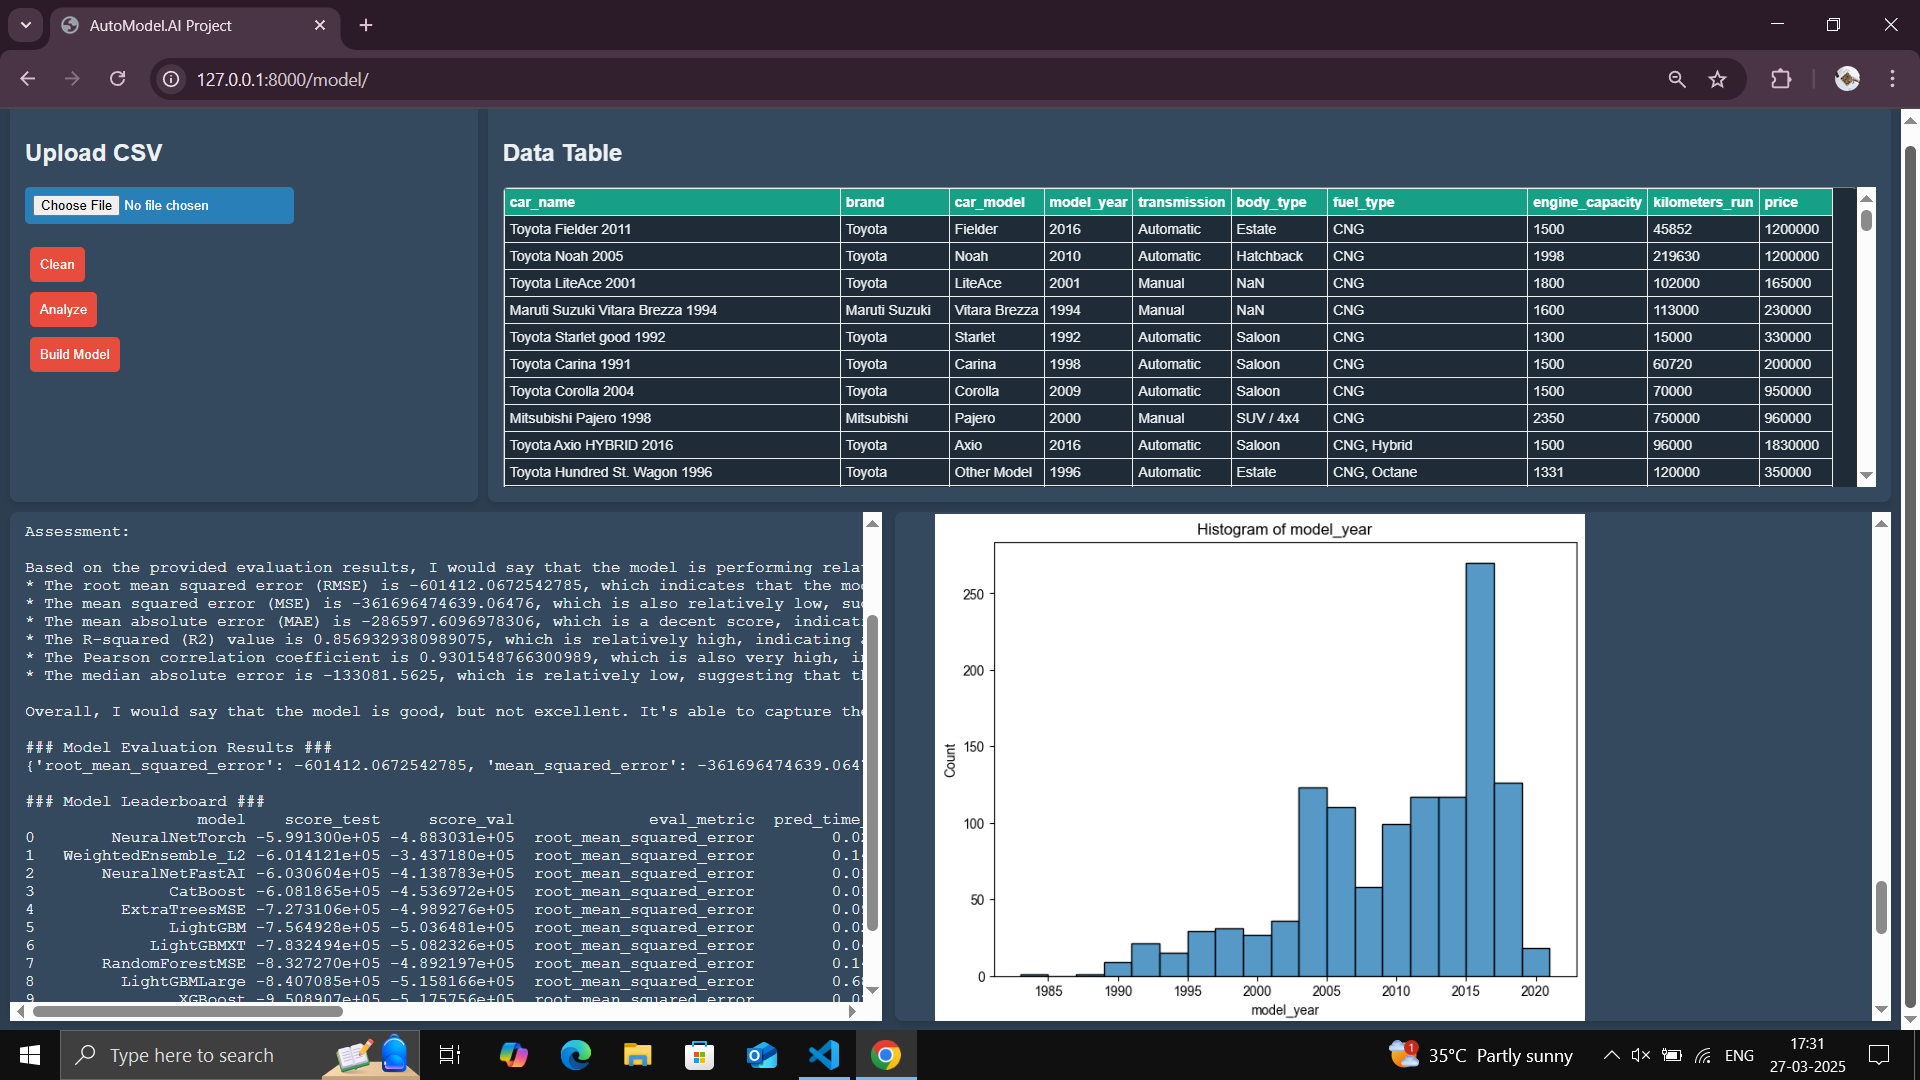 AutoModel.AI Project
127.0.0.1:8000/model/
Upload CSV
Choose File No file chosen
Clean
Analyze
Build Model
Data Table
car_name brand car_model model_year transmission body_type fuel_type engine_capacity kilometers_run price
Toyota Fielder 2011 Toyota Fielder 2016 Automatic Estate CNG 1500 45852 1200000
Toyota Noah 2005 Toyota Noah 2010 Automatic Hatchback CNG 1998 219630 1200000
Toyota LiteAce 2001 Toyota LiteAce 2001 Manual NaN CNG 1800 102000 165000
Maruti Suzuki Vitara Brezza 1994 Maruti Suzuki Vitara Brezza 1994 Manual NaN CNG 1600 113000 230000
Toyota Starlet good 1992 Toyota Starlet 1992 Automatic Saloon CNG 1300 15000 330000
Toyota Carina 1991 Toyota Carina 1998 Automatic Saloon CNG 1500 60720 200000
Toyota Corolla 2004 Toyota Corolla 2009 Automatic Saloon CNG 1500 70000 950000
Mitsubishi Pajero 1998 Mitsubishi Pajero 2000 Manual SUV / 4x4 CNG 2350 750000 960000
Toyota Axio HYBRID 2016 Toyota Axio 2016 Automatic Saloon CNG, Hybrid 1500 96000 1830000
Toyota Hundred St. Wagon 1996 Toyota Other Model 1996 Automatic Estate CNG, Octane 1331 120000 350000
Assessment:
Based on the provided evaluation results, I would say that the model is performing rela
* The root mean squared error (RMSE) is -601412.0672542785, which indicates that the mo
* The mean squared error (MSE) is -361696474639.06476, which is also relatively low, su
* The mean absolute error (MAE) is -286597.6096978306, which is a decent score, indicat
* The R-squared (R2) value is 0.8569329380989075, which is relatively high, indicating
* The Pearson correlation coefficient is 0.9301548766300989, which is also very high, i
* The median absolute error is -133081.5625, which is relatively low, suggesting that t
Overall, I would say that the model is good, but not excellent. It's able to capture the
### Model Evaluation Results ###
{'root_mean_squared_error': -601412.0672542785, 'mean_squared_error': -361696474639.064
### Model Leaderboard ###
model score_test score_val eval_metric pred_time_
0 NeuralNetTorch -5.991300e+05 -4.883031e+05 root_mean_squared_error 0.0
1 WeightedEnsemble_L2 -6.014121e+05 -3.437180e+05 root_mean_squared_error 0.1
2 NeuralNetFastAI -6.030604e+05 -4.138783e+05 root_mean_squared_error 0.0
3 CatBoost -6.081865e+05 -4.536972e+05 root_mean_squared_error 0.0
4 ExtraTreesMSE -7.273106e+05 -4.989276e+05 root_mean_squared_error 0.0
5 LightGBM -7.564928e+05 -5.036481e+05 root_mean_squared_error 0.0
6 LightGBMXT -7.832494e+05 -5.082326e+05 root_mean_squared_error 0.0
7 RandomForestMSE -8.327270e+05 -4.892197e+05 root_mean_squared_error 0.1
8 LightGBMLarge -8.407085e+05 -5.158166e+05 root_mean_squared_error 0.6
9 XGBoost -9.508907e+05 -5.175756e+05 root_mean_squared_error 0.0
Histogram of model_year
Count
250
200
150
100
50
0
1985 1990 1995 2000 2005 2010 2015 2020
model_year
Type here to search
1
35°C Partly sunny
ENG
17:31
27-03-2025